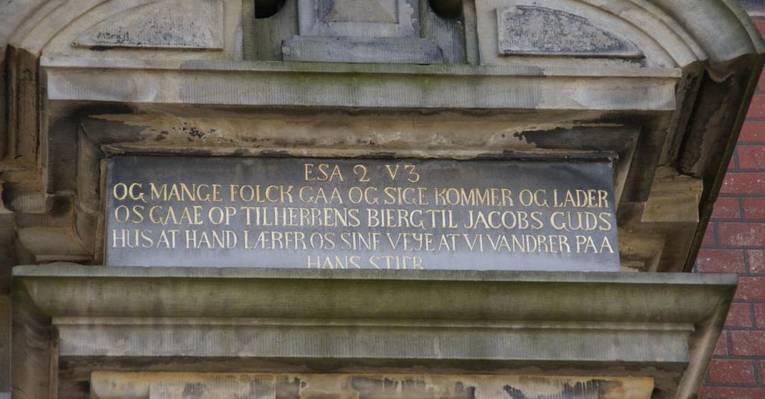 ESA 2 V3
OG MANGE FOLCK GAA OG SIGE KOMMER OG LADER
OS GAAE OP TIL HERRENS BIERG TIL JACOBS GUDS
HUS AT HAND LÆRER OS SINE VEYE AT VI VANDRER PAA
HANS STIER